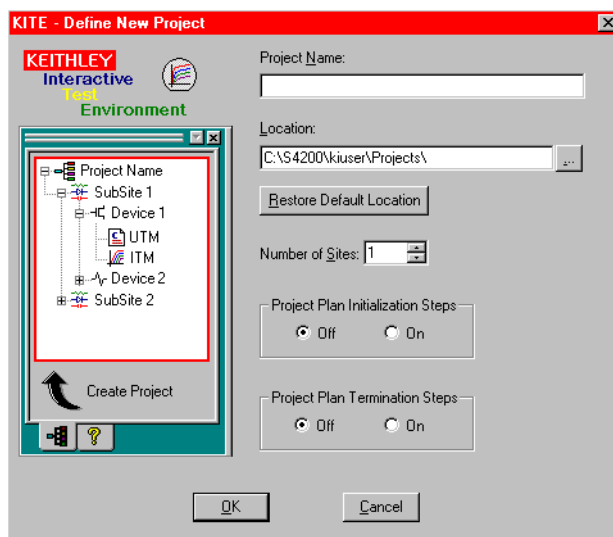 KITE - Define New Project
KEITHLEY
Interactive
Test
Environment
Project Name
SubSite 1
Device 1
UTM
ITM
Device 2
SubSite 2
Create Project
Project Name:
Location:
C:\S4200\kiuser\Projects\
...
Restore Default Location
Number of Sites: 1
Project Plan Initialization Steps
Off On
Project Plan Termination Steps
Off On
OK Cancel